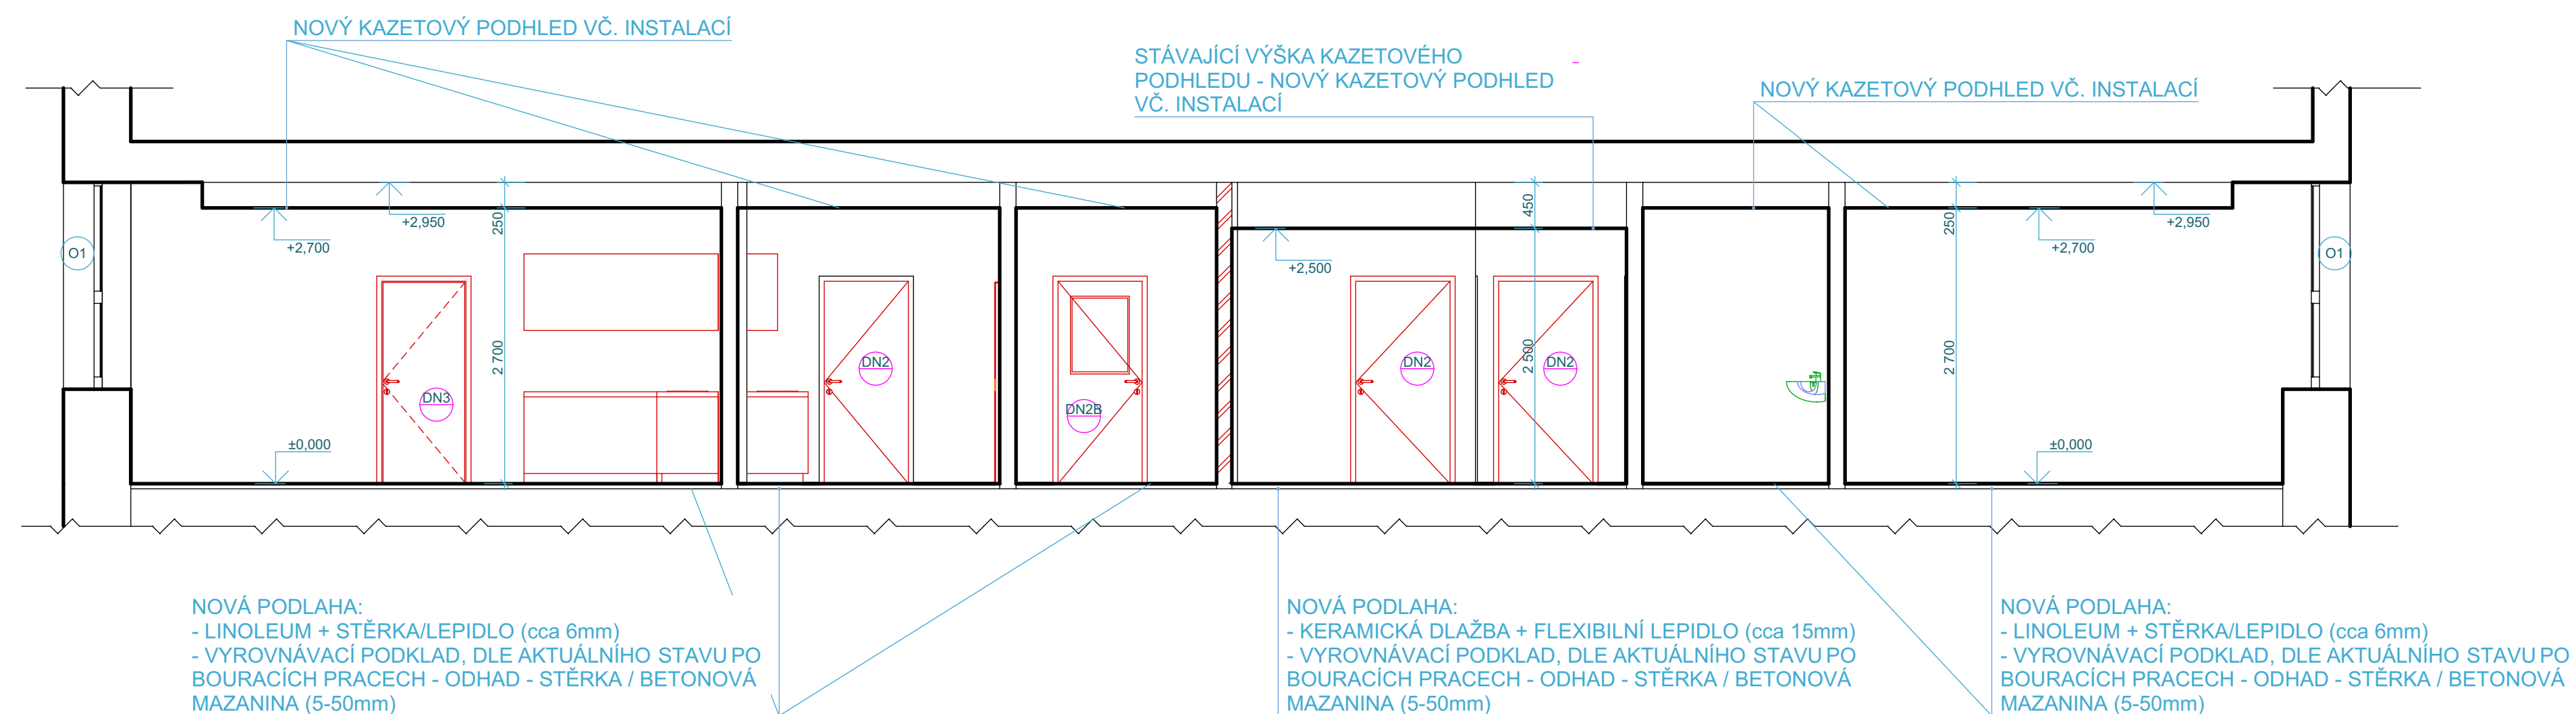 NOVÝ KAZETOVÝ PODHLED VČ. INSTALACÍ
STÁVAJÍCÍ VÝŠKA KAZETOVÉHO
PODHLEDU - NOVÝ KAZETOVÝ PODHLED
VČ. INSTALACÍ
NOVÝ KAZETOVÝ PODHLED VČ. INSTALACÍ
+2,700
+2,950
250
450
+2,500
250
+2,700
+2,950
O1
O1
2 700
2 500
2 700
DN3
DN2
DN2B
DN2
DN2
±0,000
±0,000
NOVÁ PODLAHA:
- LINOLEUM + STĚRKA/LEPIDLO (cca 6mm)
- VYROVNÁVACÍ PODKLAD, DLE AKTUÁLNÍHO STAVU PO
BOURACÍCH PRACECH - ODHAD - STĚRKA / BETONOVÁ
MAZANINA (5-50mm)
NOVÁ PODLAHA:
- KERAMICKÁ DLAŽBA + FLEXIBILNÍ LEPIDLO (cca 15mm)
- VYROVNÁVACÍ PODKLAD, DLE AKTUÁLNÍHO STAVU PO
BOURACÍCH PRACECH - ODHAD - STĚRKA / BETONOVÁ
MAZANINA (5-50mm)
NOVÁ PODLAHA:
- LINOLEUM + STĚRKA/LEPIDLO (cca 6mm)
- VYROVNÁVACÍ PODKLAD, DLE AKTUÁLNÍHO STAVU PO
BOURACÍCH PRACECH - ODHAD - STĚRKA / BETONOVÁ
MAZANINA (5-50mm)